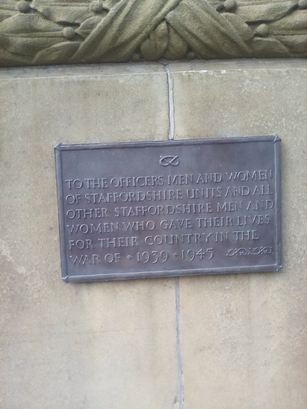 TO THE OFFICERS MEN AND WOMEN
OF STAFFORDSHIRE UNITS AND ALL
OTHER STAFFORDSHIRE MEN AND
WOMEN WHO GAVE THEIR LIVES
FOR THEIR COUNTRY IN THE
WAR OF • 1939 • 1945